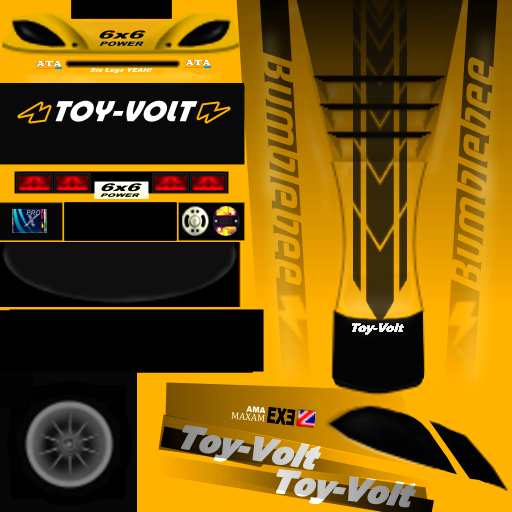 6x6
POWER
ATA
ATA
Six Legs YEAH!
TOY-VOLT
6x6
POWER
PRO
X
Bumblebee
Bumblebee
Toy-Volt
AMA
MAXAM
EXE
Toy-Volt
Toy-Volt